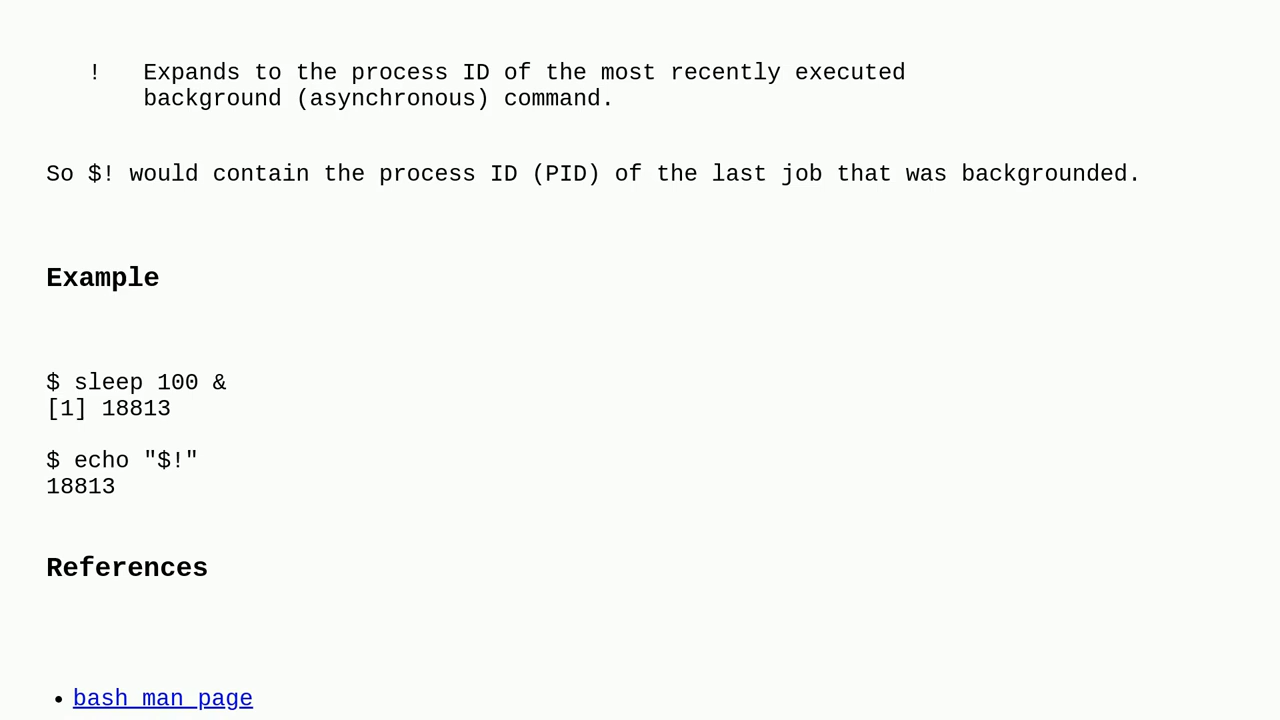 ! Expands to the process ID of the most recently executed
background (asynchronous) command.
So $! would contain the process ID (PID) of the last job that was backgrounded.
Example
$ sleep 100 &
[1] 18813
$ echo "$!"
18813
References
• bash man page